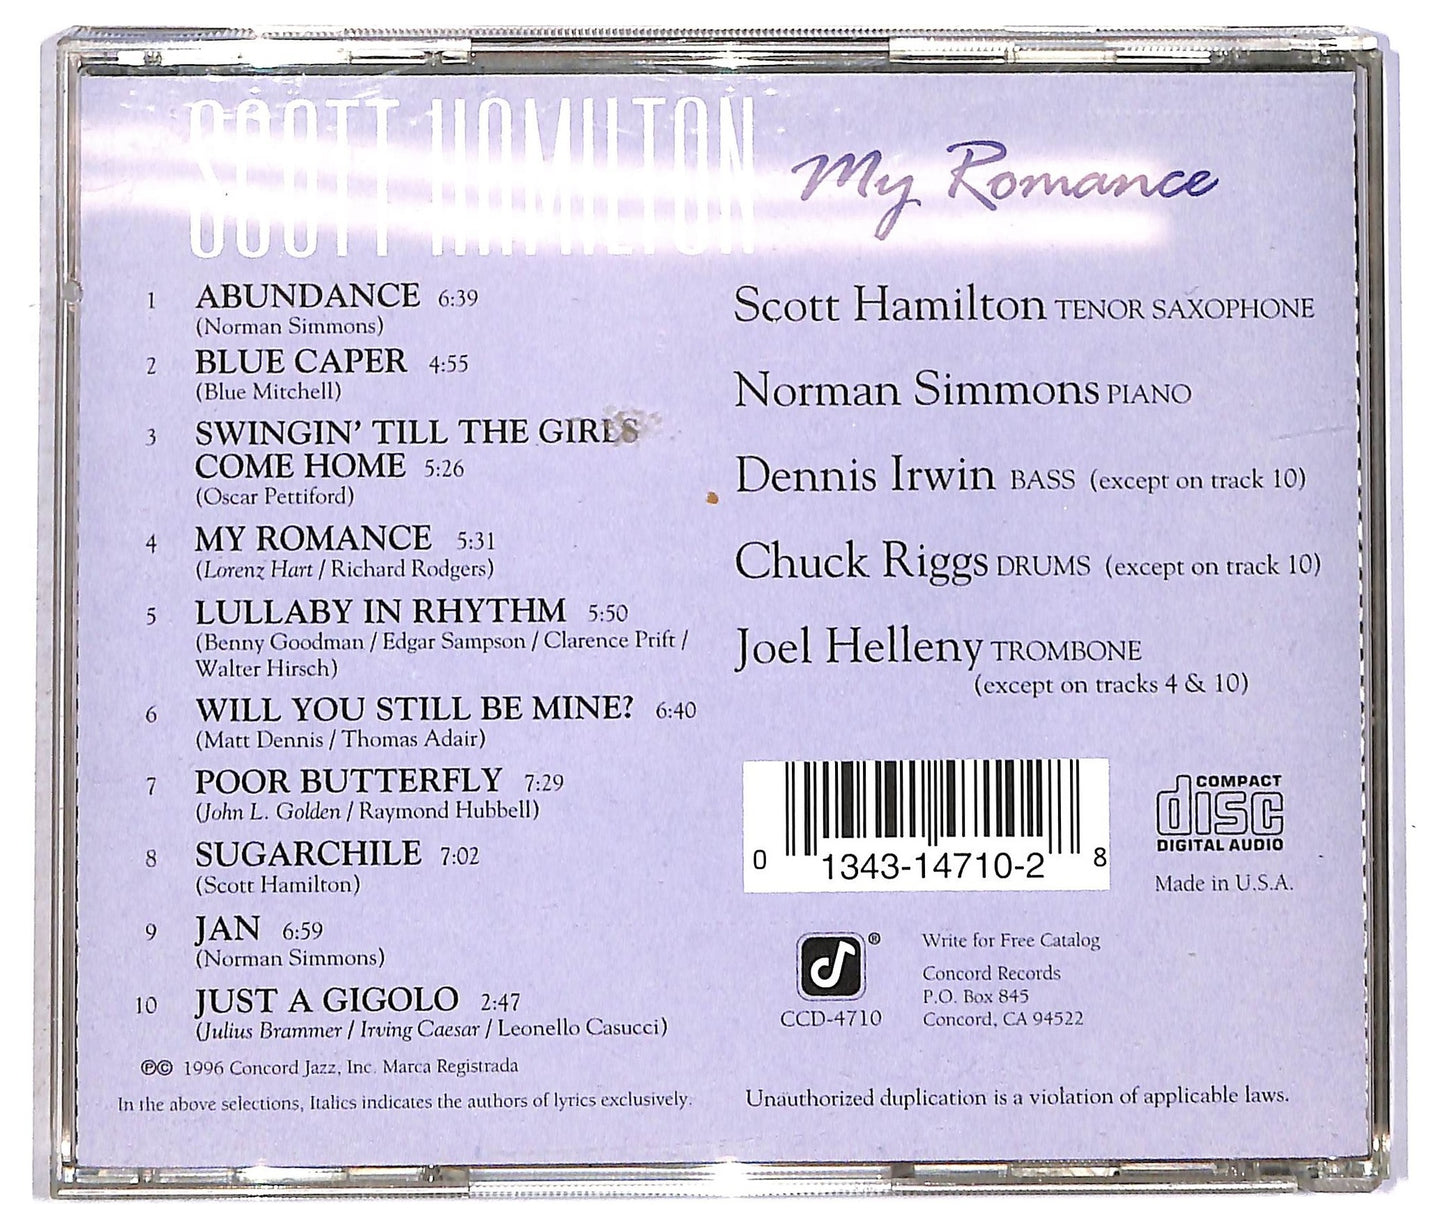 SCOTT HAMILTON
My Romance
1 ABUNDANCE 6:39
(Norman Simmons)
2 BLUE CAPER 4:55
(Blue Mitchell)
3 SWINGIN' TILL THE GIRLS
COME HOME 5:26
(Oscar Pettiford)
4 MY ROMANCE 5:31
(Lorenz Hart / Richard Rodgers)
5 LULLABY IN RHYTHM 5:50
(Benny Goodman / Edgar Sampson / Clarence Prift /
Walter Hirsch)
6 WILL YOU STILL BE MINE? 6:40
(Matt Dennis / Thomas Adair)
7 POOR BUTTERFLY 7:29
(John L. Golden / Raymond Hubbell)
8 SUGARCHILE 7:02
(Scott Hamilton)
9 JAN 6:59
(Norman Simmons)
10 JUST A GIGOLO 2:47
(Julius Brammer / Irving Caesar / Leonello Casucci)
℗© 1996 Concord Jazz, Inc. Marca Registrada
In the above selections, Italics indicates the authors of lyrics exclusively.
Scott Hamilton TENOR SAXOPHONE
Norman Simmons PIANO
Dennis Irwin BASS (except on track 10)
Chuck Riggs DRUMS (except on track 10)
Joel Helleny TROMBONE
(except on tracks 4 & 10)
0 1343-14710-2 8
COMPACT
disc
DIGITAL AUDIO
Made in U.S.A.
®
CCD-4710
Write for Free Catalog
Concord Records
P.O. Box 845
Concord, CA 94522
Unauthorized duplication is a violation of applicable laws.